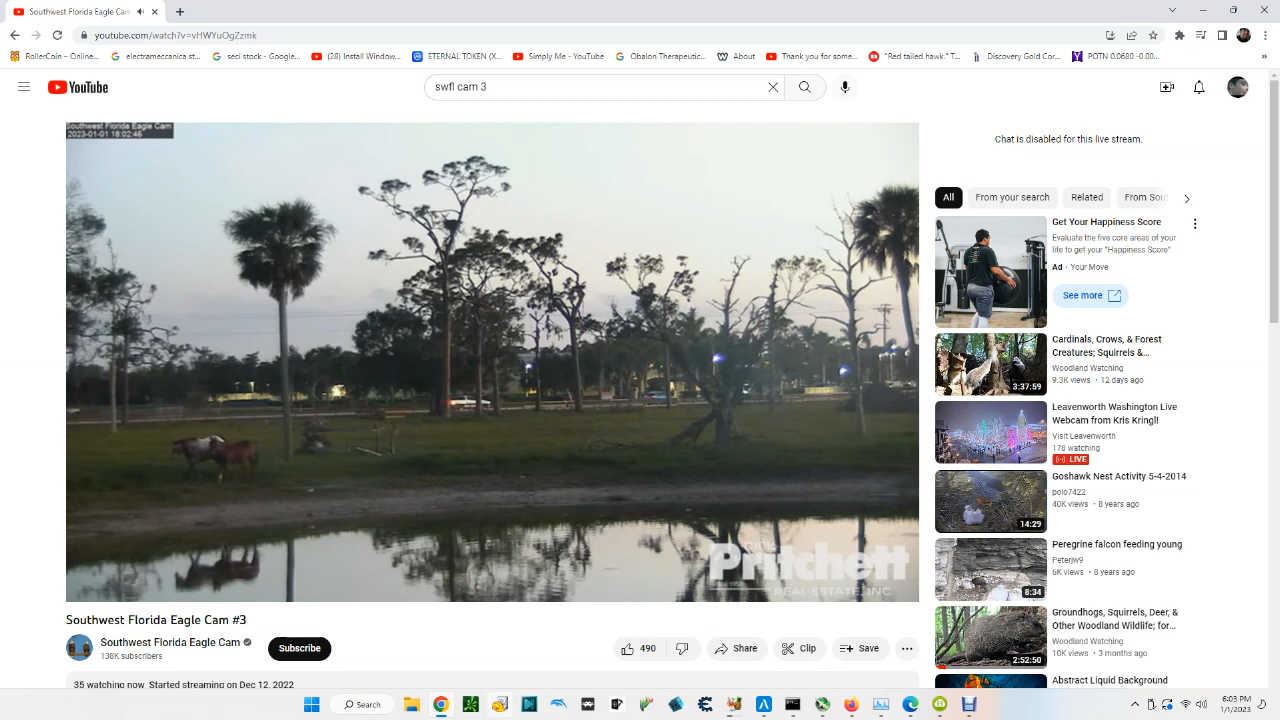 Southwest Florida Eagle Cam
youtube.com/watch?v=vHWYuOgZzmk
RollerCoin – Online...
electrameccanica st...
seci stock - Google...
(28) Install Window...
ETERNAL TOKEN (X...
Simply Me - YouTube
Obalon Therapeutic...
About
Thank you for some...
"Red tailed hawk." T...
Discovery Gold Cor...
POTN 0.0680 -0.00...
YouTube
swfl cam 3
Southwest Florida Eagle Cam
2023-01-01 18:02:46
Pritchett
REAL ESTATE, INC.
Southwest Florida Eagle Cam #3
Southwest Florida Eagle Cam
138K subscribers
Subscribe
490
Share
Clip
Save
35 watching now Started streaming on Dec 12, 2022
Chat is disabled for this live stream.
All
From your search
Related
From Sou
Get Your Happiness Score
Evaluate the five core areas of your
life to get your "Happiness Score"
Ad · Your Move
See more
Cardinals, Crows, & Forest
Creatures; Squirrels &...
Woodland Watching
9.3K views • 12 days ago
3:37:59
Leavenworth Washington Live
Webcam from Kris Kringl!
Visit Leavenworth
178 watching
LIVE
Goshawk Nest Activity 5-4-2014
polo7422
40K views • 8 years ago
14:29
Peregrine falcon feeding young
Peterjw9
6K views • 8 years ago
8:34
Groundhogs, Squirrels, Deer, &
Other Woodland Wildlife; for...
Woodland Watching
10K views • 3 months ago
2:52:50
Abstract Liquid Background
Search
6:03 PM
1/1/2023